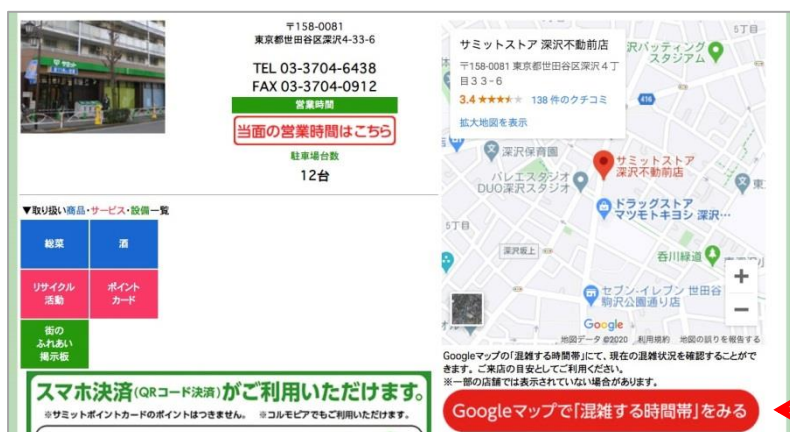 〒158-0081
東京都世田谷区深沢4-33-6
TEL 03-3704-6438
FAX 03-3704-0912
営業時間
当面の営業時間はこちら
駐車場台数
12台
▼取り扱い商品・サービス・設備一覧
総菜
酒
リサイクル
活動
ポイント
カード
街の
ふれあい
掲示板
スマホ決済(QRコード決済)がご利用いただけます。
※サミットポイントカードのポイントはつきません。 ※コルモピアでもご利用いただけます。
サミットストア 深沢不動前店
〒158-0081 東京都世田谷区深沢4丁
目33-6
3.4 138 件のクチコミ
拡大地図を表示
5丁目
沢バッティング
スタジアム
416
深沢保育園
バレエスタジオ
DUO深沢スタジオ
サミットストア
深沢不動前店
ドラッグストア
マツモトキヨシ 深沢…
5丁目
深沢坂上
呑川緑道
セブン-イレブン 世田谷
駒沢公園通り店
+
−
Google
地図データ ©2020 利用規約 地図の誤りを報告する
Googleマップの「混雑する時間帯」にて、現在の混雑状況を確認することがで
きます。ご来店の目安としてご利用ください。
※一部の店舗では表示されていない場合があります。
Googleマップで「混雑する時間帯」をみる